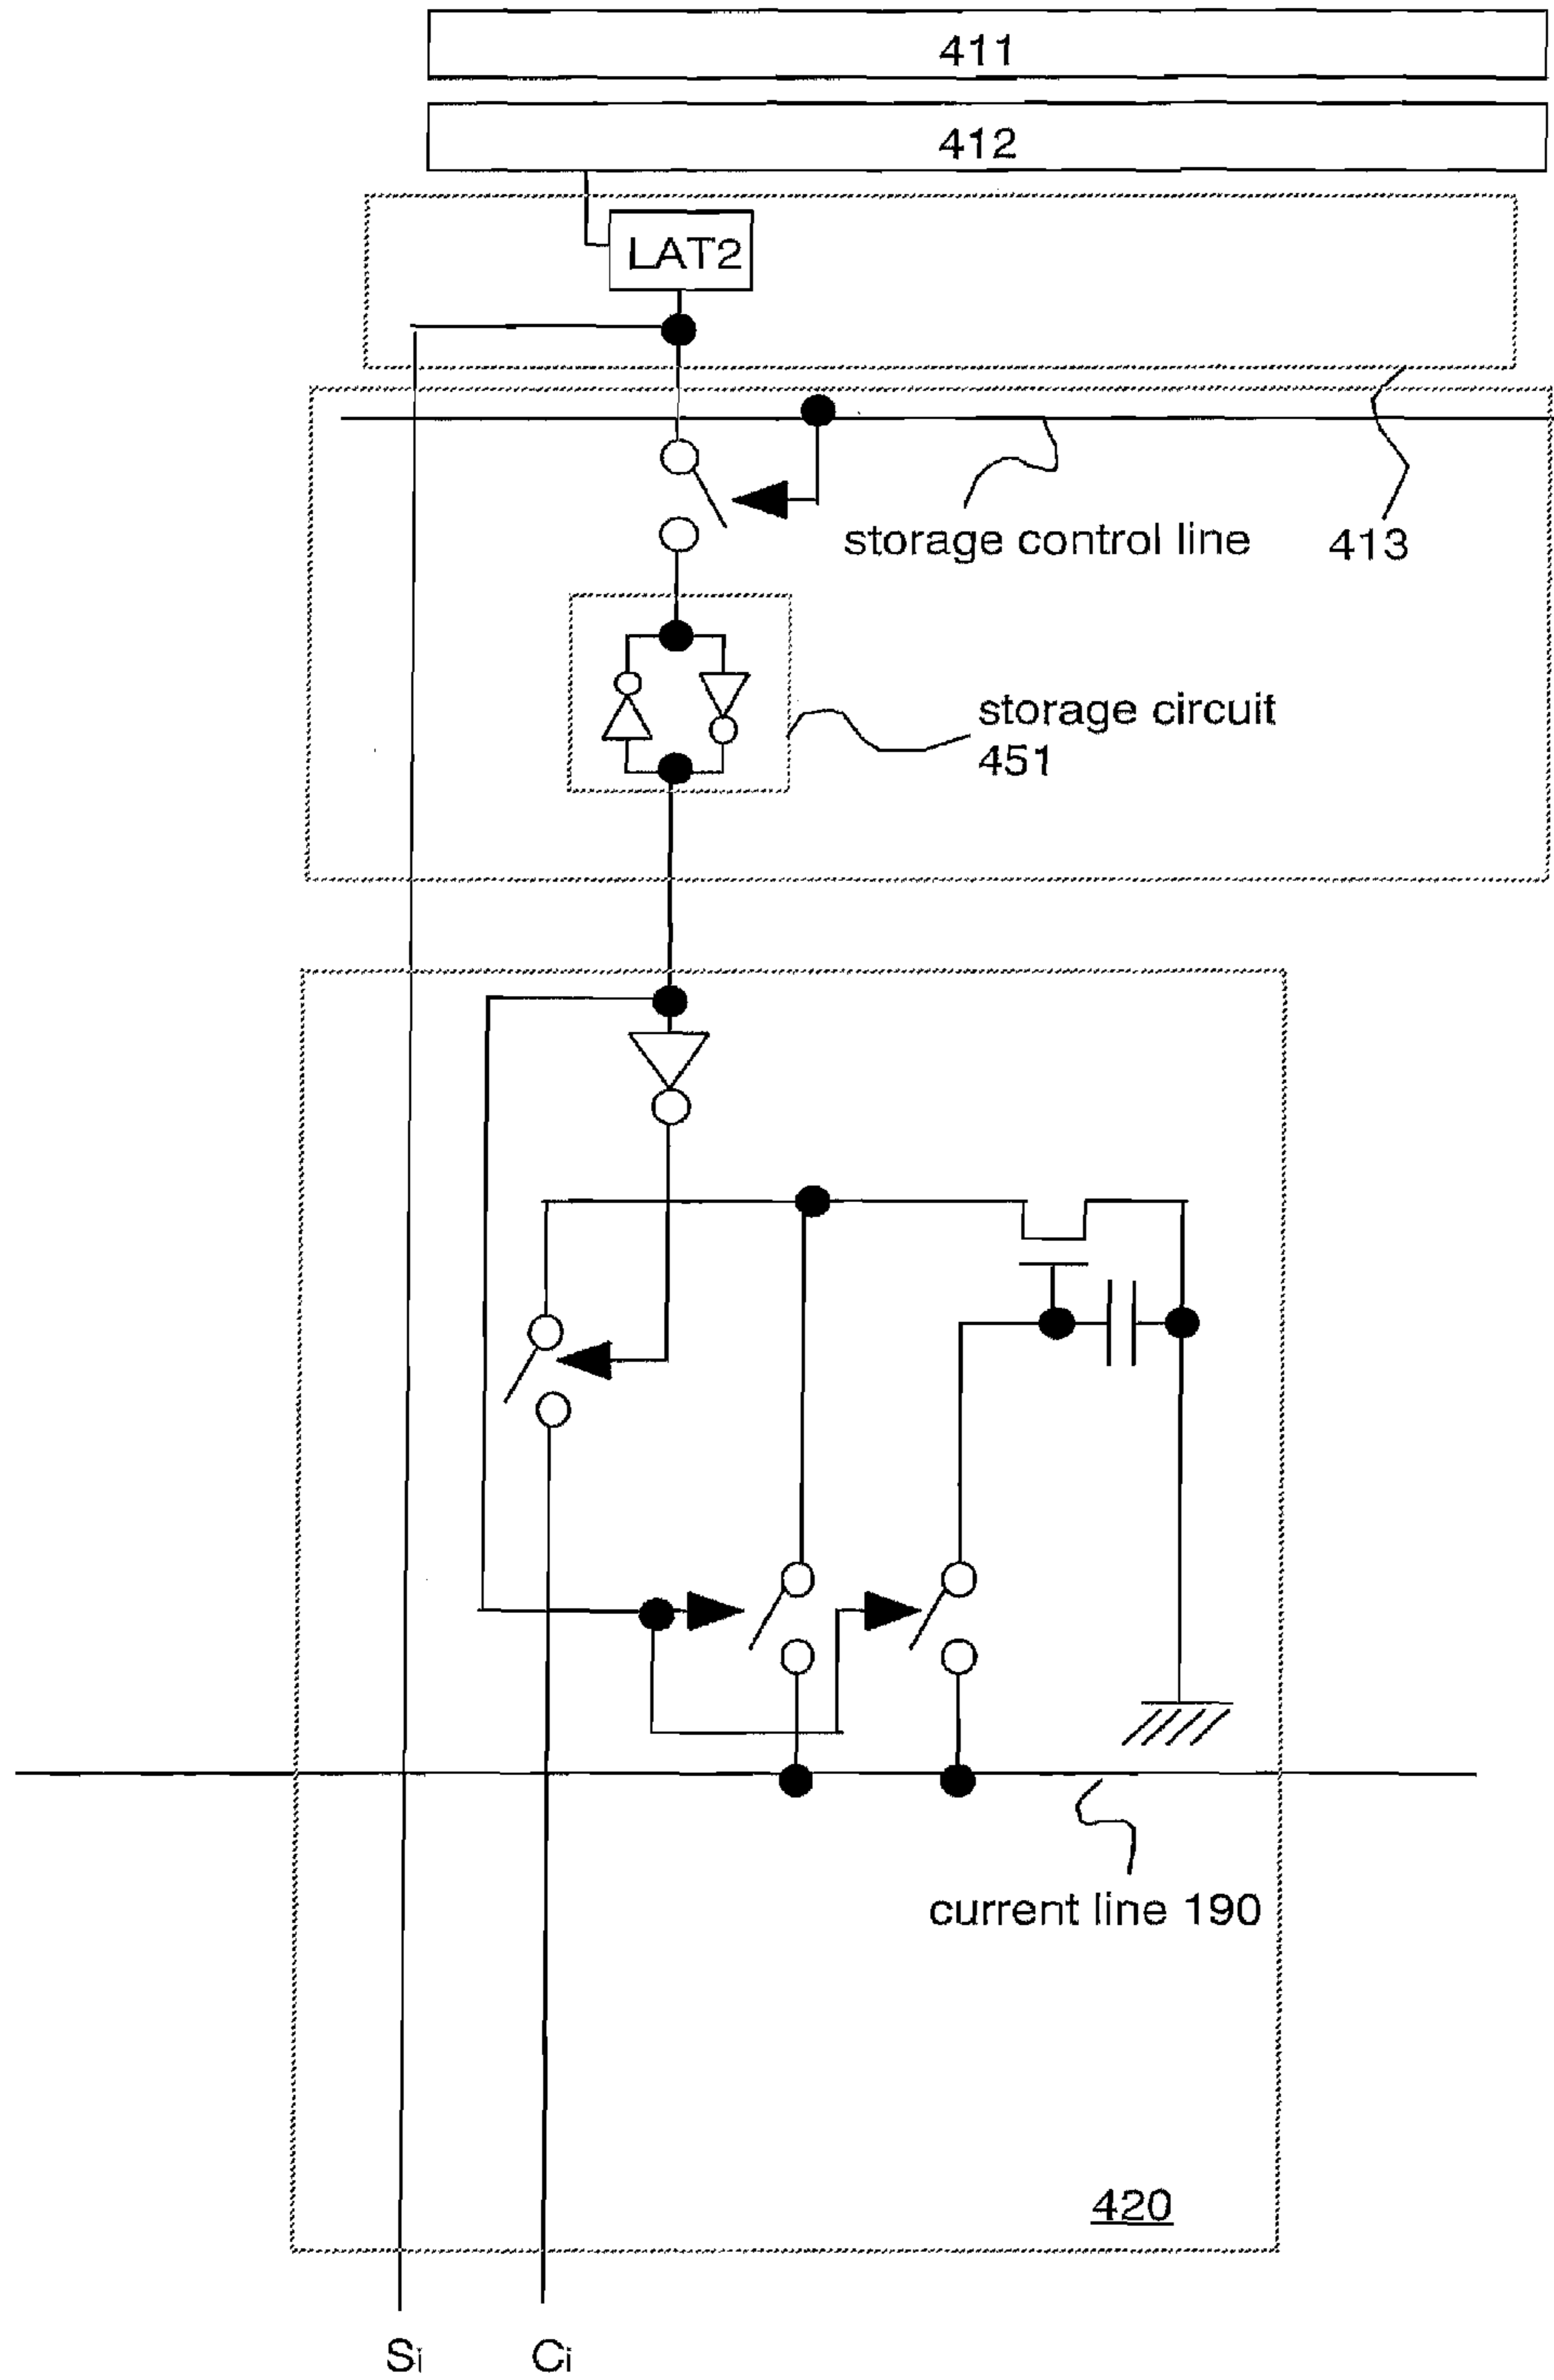 411
412
LAT2
storage control line
413
storage circuit
451
current line 190
420
Si
Ci